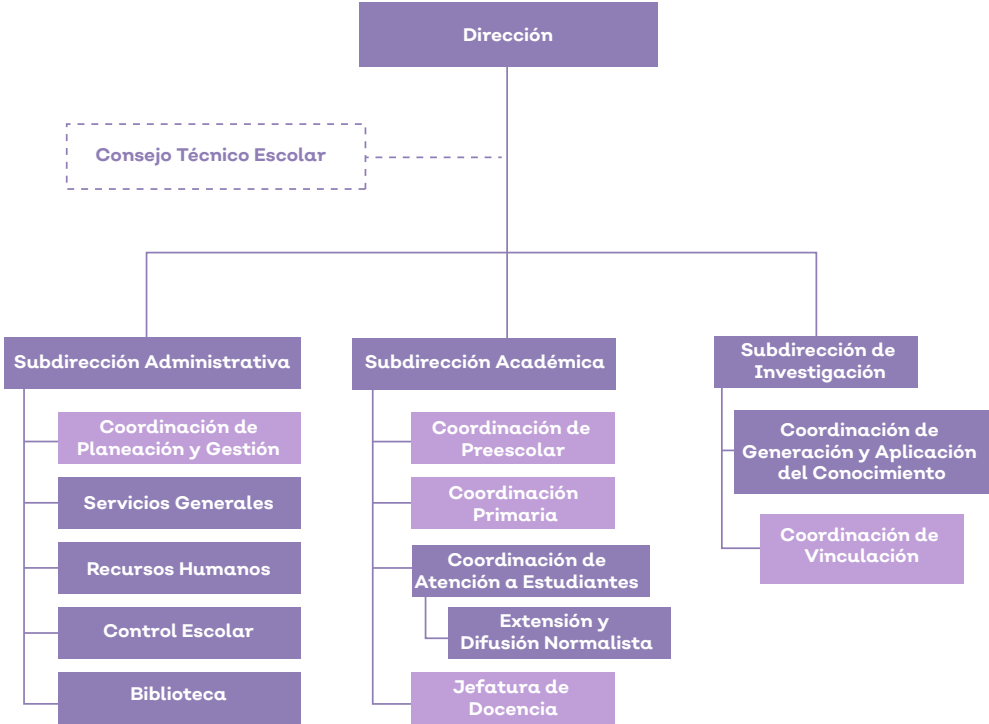 Dirección
Consejo Técnico Escolar
Subdirección Administrativa
Coordinación de
Planeación y Gestión
Servicios Generales
Recursos Humanos
Control Escolar
Biblioteca
Subdirección Académica
Coordinación de
Preescolar
Coordinación
Primaria
Coordinación de
Atención a Estudiantes
Extensión y
Difusión Normalista
Jefatura de
Docencia
Subdirección de
Investigación
Coordinación de
Generación y Aplicación
del Conocimiento
Coordinación de
Vinculación